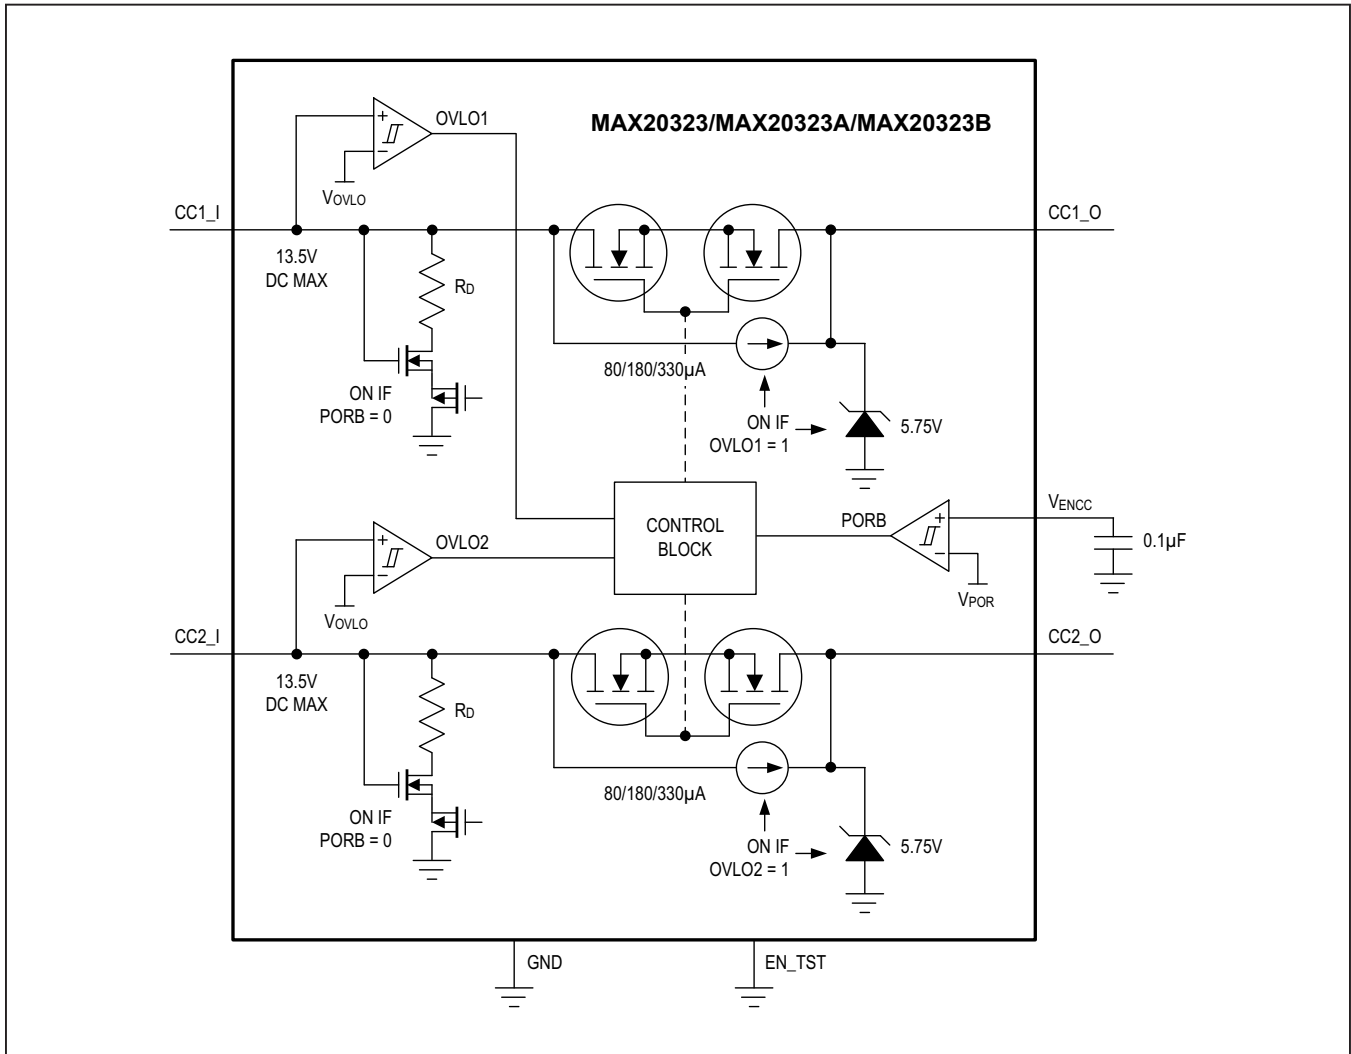 MAX20323/MAX20323A/MAX20323B
OVLO1
+
−
VOVLO
CC1_I
CC1_O
13.5V
DC MAX
RD
80/180/330µA
ON IF
PORB = 0
ON IF
OVLO1 = 1
5.75V
VENCC
CONTROL
BLOCK
PORB
+
−
0.1µF
VPOR
OVLO2
+
−
VOVLO
CC2_I
CC2_O
13.5V
DC MAX
RD
80/180/330µA
ON IF
PORB = 0
ON IF
OVLO2 = 1
5.75V
GND
EN_TST